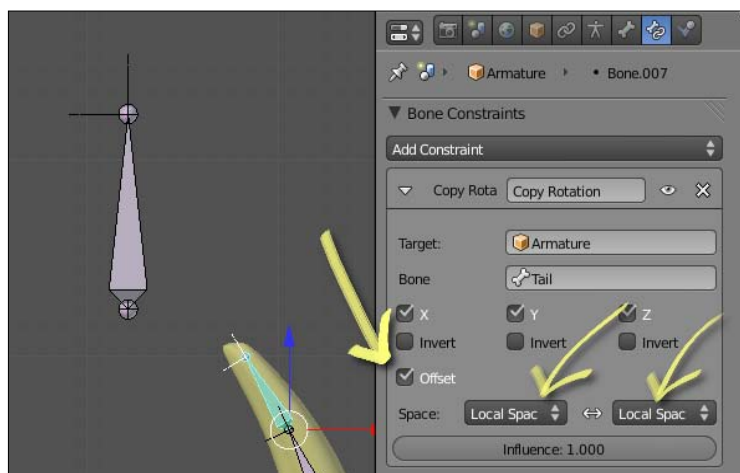 Armature
Bone.007
Bone Constraints
Add Constraint
Copy Rota
Copy Rotation
Target:
Armature
Bone
Tail
X
Y
Z
Invert
Invert
Invert
Offset
Space:
Local Spac
Local Spac
Influence: 1.000